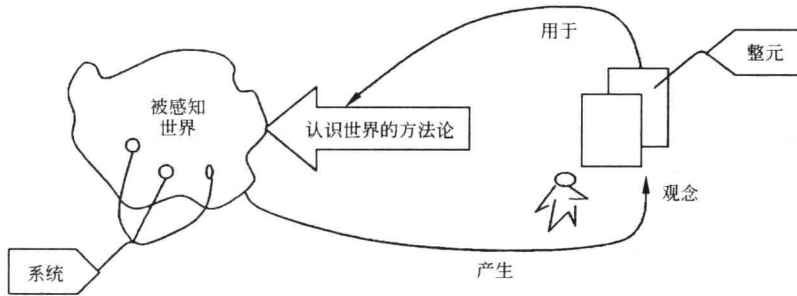 用于
整元
被感知
世界
认识世界的方法论
观念
系统
产生